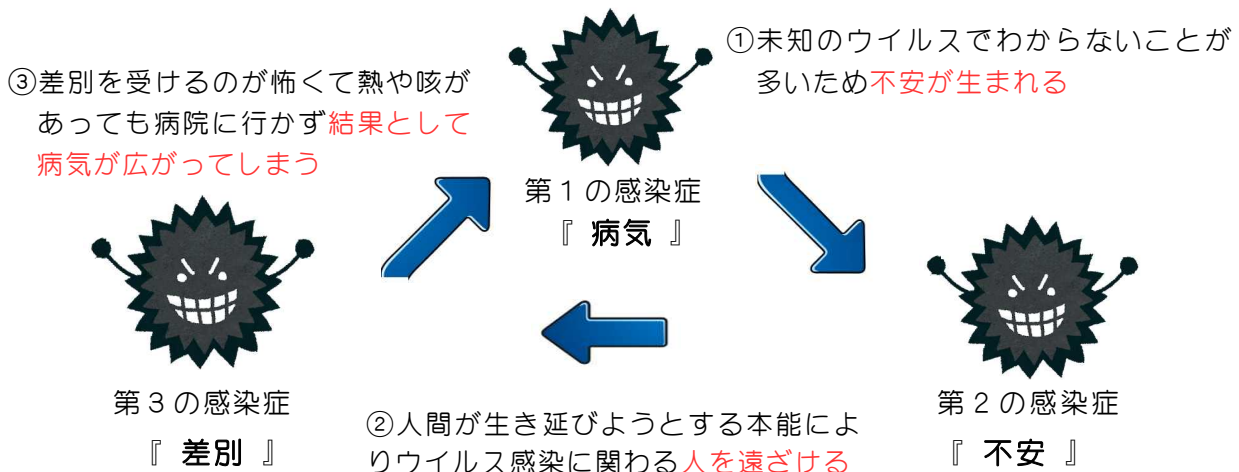 ①未知のウイルスでわからないことが
多いため不安が生まれる
③差別を受けるのが怖くて熱や咳が
あっても病院に行かず結果として
病気が広がってしまう
第１の感染症
『 病気 』
第３の感染症
『 差別 』
第２の感染症
『 不安 』
②人間が生き延びようとする本能によ
りウイルス感染に関わる人を遠ざける